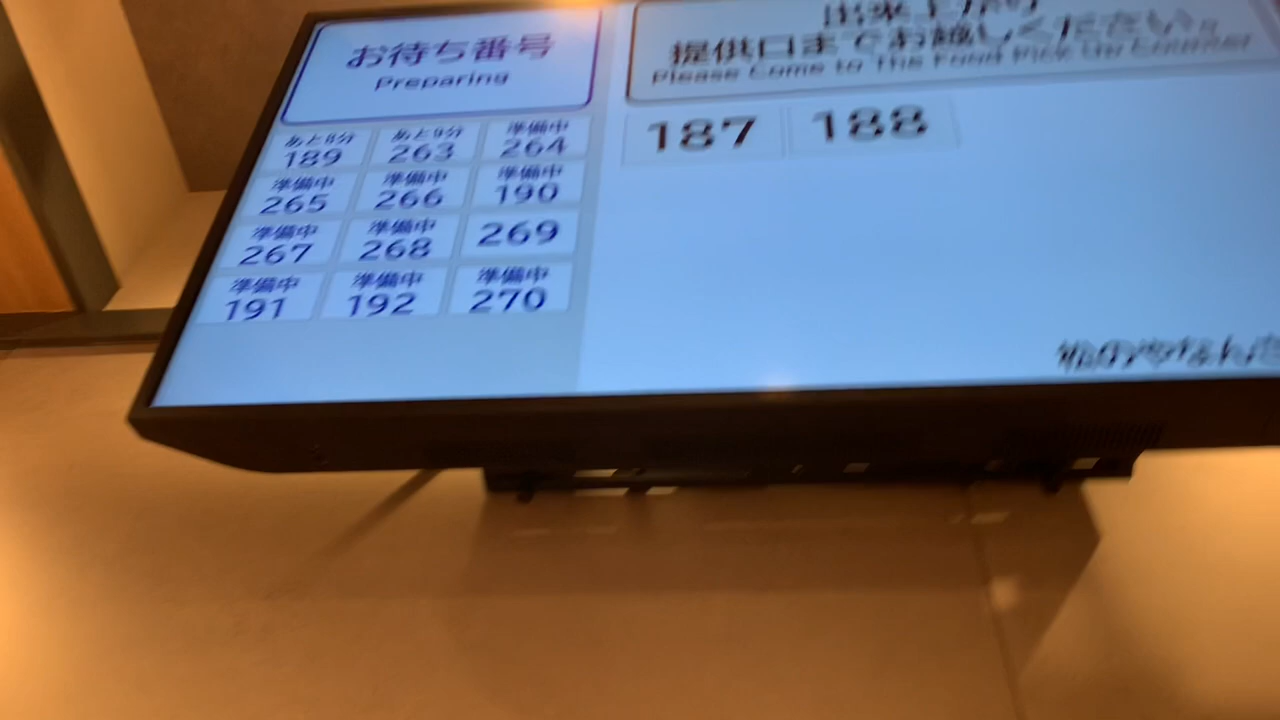 お待ち番号
Preparing
あと8分 あと9分 準備中
189 263 264
準備中 準備中 準備中
265 266 190
準備中 準備中
267 268 269
準備中 準備中 準備中
191 192 270
提供口までお越しください。
Please Come to The Food Pick Up Counter
187 188